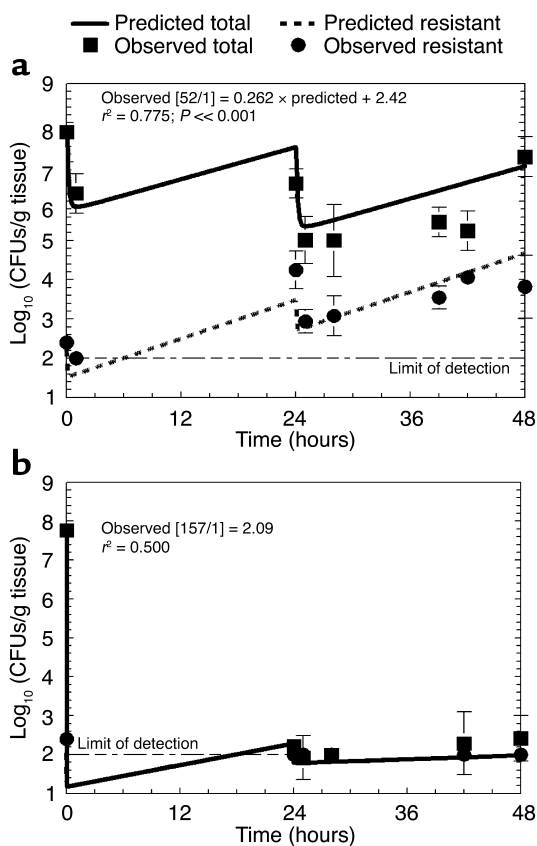 Predicted total Predicted resistant
Observed total Observed resistant
a
Observed [52/1] = 0.262 × predicted + 2.42
r² = 0.775; P << 0.001
Log₁₀ (CFUs/g tissue)
9
8
7
6
5
4
3
2
1
Limit of detection
0 12 24 36 48
Time (hours)
b
Observed [157/1] = 2.09
r² = 0.500
Log₁₀ (CFUs/g tissue)
9
8
7
6
5
4
3
2
1
Limit of detection
0 12 24 36 48
Time (hours)